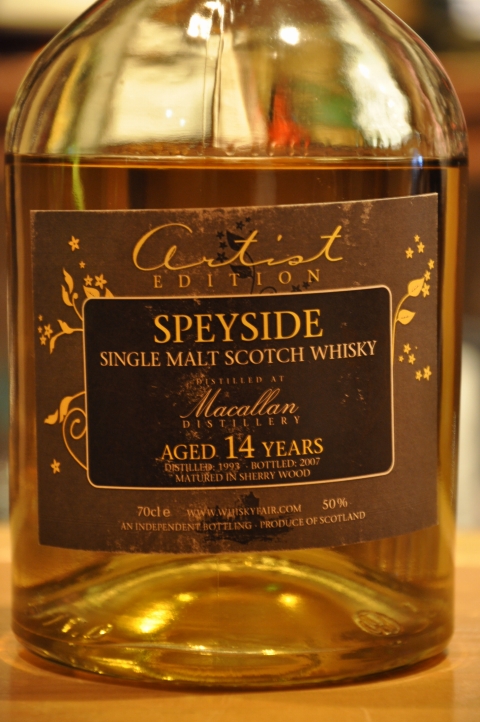 artist
EDITION
SPEYSIDE
SINGLE MALT SCOTCH WHISKY
DISTILLED AT
Macallan
DISTILLERY
AGED 14 YEARS
DISTILLED: 1993 · BOTTLED: 2007
MATURED IN SHERRY WOOD
70cl e WWW.WHISKYFAIR.COM 50%
AN INDEPENDENT BOTTLING · PRODUCE OF SCOTLAND